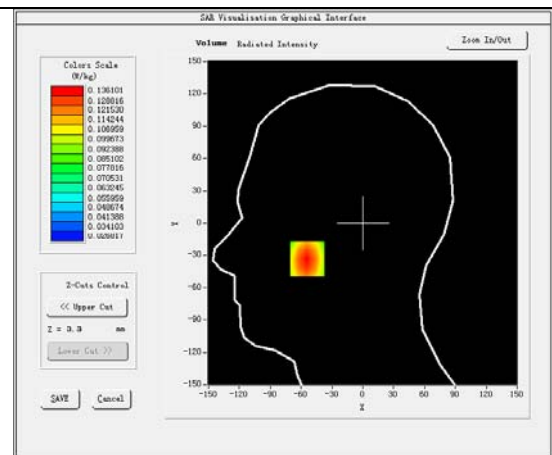 SAR Visualisation Graphical Interface
Volume Radiated Intensity
Zoom In/Out
Colors Scale
(W/kg)
0.136101
0.128816
0.121530
0.114244
0.106959
0.099673
0.092388
0.085102
0.077816
0.070531
0.063245
0.055959
0.048674
0.041388
0.034103
Z-Cuts Control
<< Upper Cut
Z = 3.3 mm
Lower Cut >>
SAVE
Cancel
150
90
30
0
-30
-60
-90
-120
-150
Y
-150 -120 -90 -60 -30 0 30 60 90 120 150
X